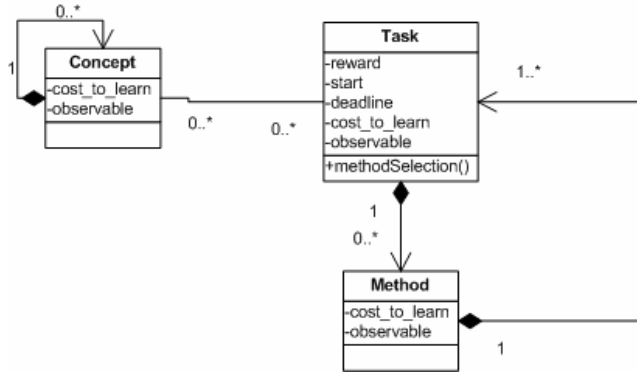 0..*
1
Concept
-cost_to_learn
-observable
0..*
0..*
Task
-reward
-start
-deadline
-cost_to_learn
-observable
+methodSelection()
1..*
1
0..*
Method
-cost_to_learn
-observable
1